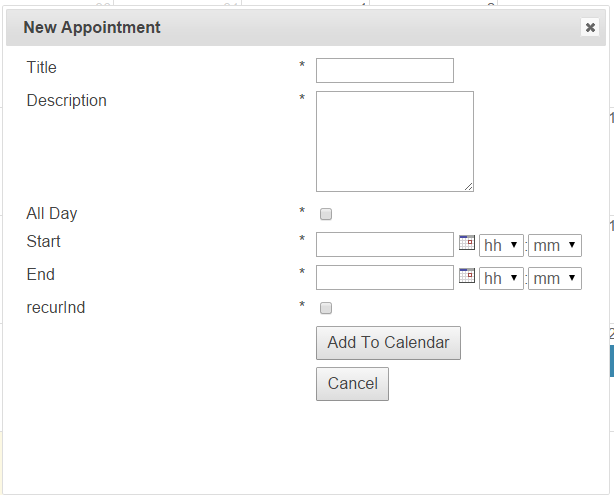 New Appointment
Title *
Description *
All Day *
Start * hh : mm
End * hh : mm
recurInd *
Add To Calendar
Cancel